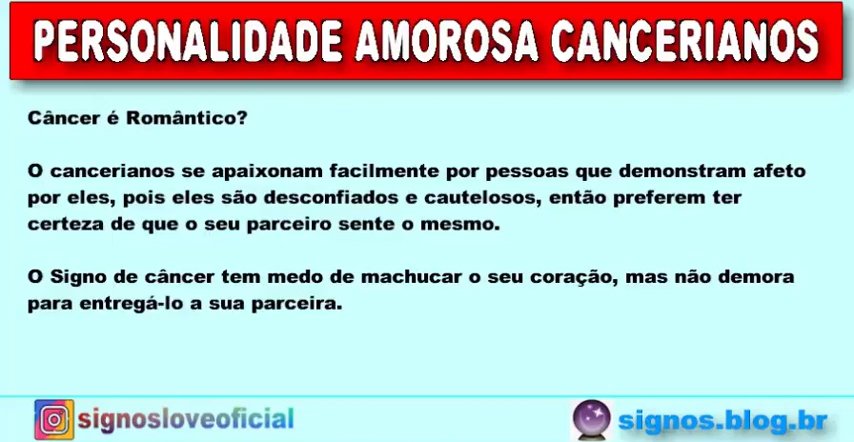 PERSONALIDADE AMOROSA CANCERIANOS
Câncer é Romântico?
O cancerianos se apaixonam facilmente por pessoas que demonstram afeto
por eles, pois eles são desconfiados e cautelosos, então preferem ter
certeza de que o seu parceiro sente o mesmo.
O Signo de câncer tem medo de machucar o seu coração, mas não demora
para entregá-lo a sua parceira.
signosloveoficial
signos.blog.br